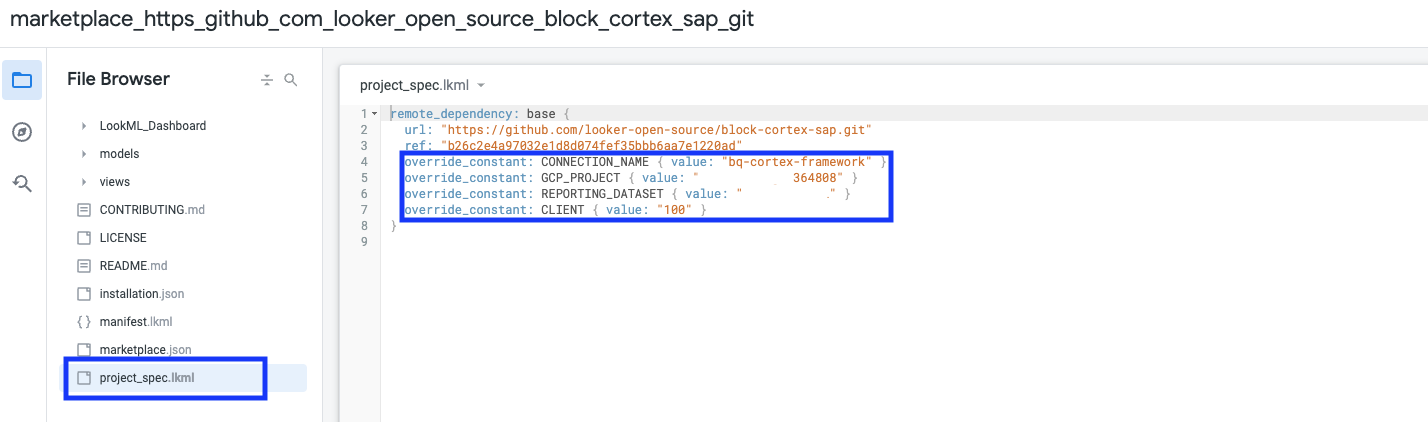 marketplace_https_github_com_looker_open_source_block_cortex_sap_git
File Browser
LookML_Dashboard
models
views
CONTRIBUTING.md
LICENSE
README.md
installation.json
manifest.lkml
marketplace.json
project_spec.lkml
project_spec.lkml
1 remote_dependency: base {
2 url: "https://github.com/looker-open-source/block-cortex-sap.git"
3 ref: "b26c2e4a97032e1d8d074fef35bbb6aa7e1220ad"
4 override_constant: CONNECTION_NAME { value: "bq-cortex-framework" }
5 override_constant: GCP_PROJECT { value: " 364808" }
6 override_constant: REPORTING_DATASET { value: " " }
7 override_constant: CLIENT { value: "100" }
8 }
9